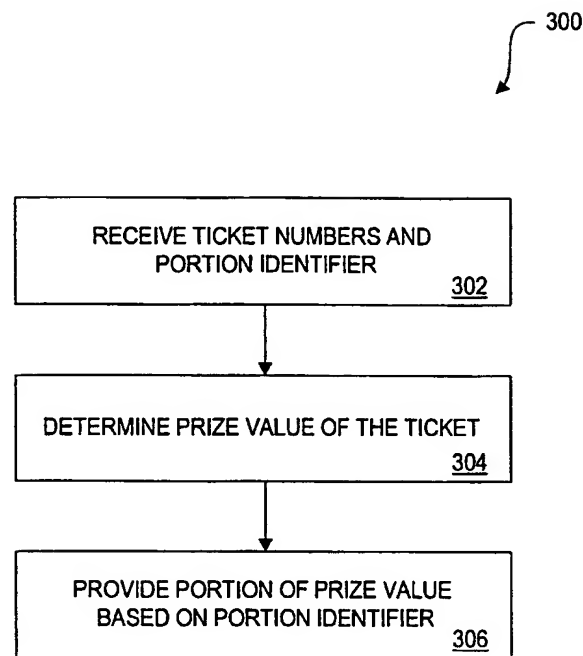 300
RECEIVE TICKET NUMBERS AND
PORTION IDENTIFIER
302
DETERMINE PRIZE VALUE OF THE TICKET
304
PROVIDE PORTION OF PRIZE VALUE
BASED ON PORTION IDENTIFIER
306